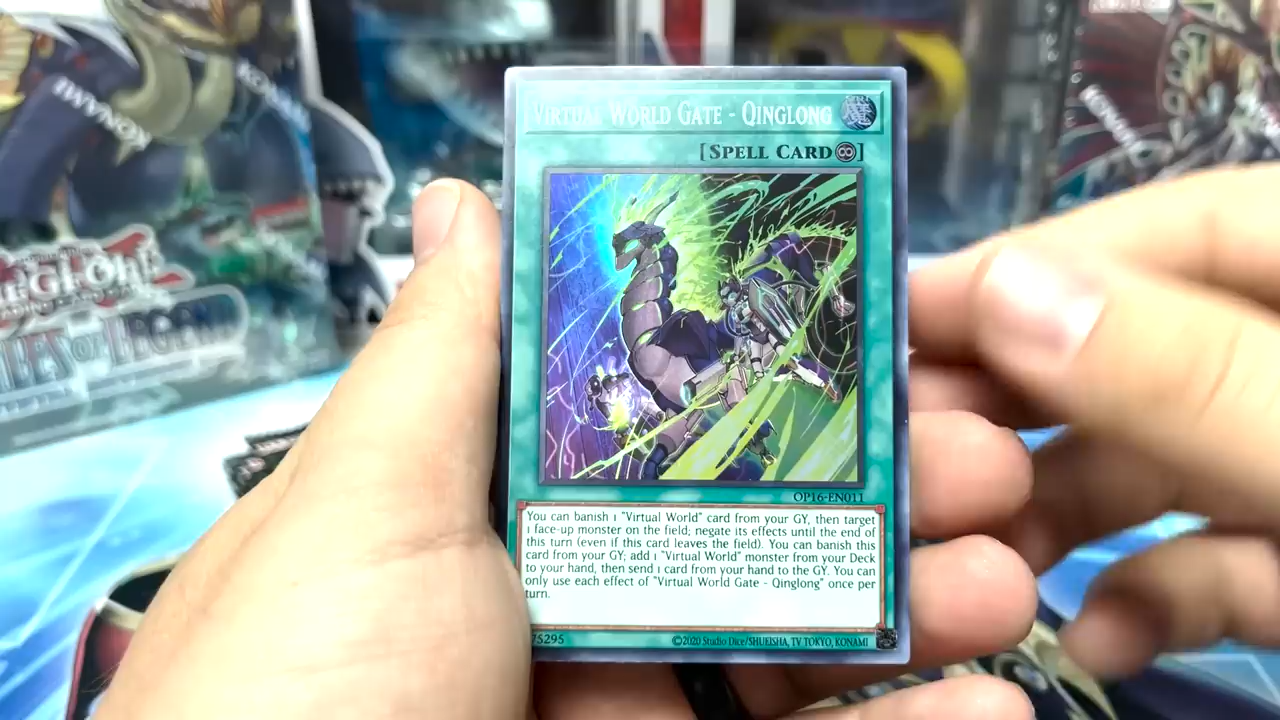 KONAMI
KONAMI
KONAMI
Virtual World Gate - Qinglong
魔
[Spell Card]
OP16-EN011
You can banish 1 "Virtual World" card from your GY, then target
1 face-up monster on the field; negate its effects until the end of
this turn (even if this card leaves the field). You can banish this
card from your GY; add 1 "Virtual World" monster from your Deck
to your hand, then send 1 card from your hand to the GY. You can
only use each effect of "Virtual World Gate - Qinglong" once per
turn.
75295
©2020 Studio Dice/SHUEISHA, TV TOKYO, KONAMI